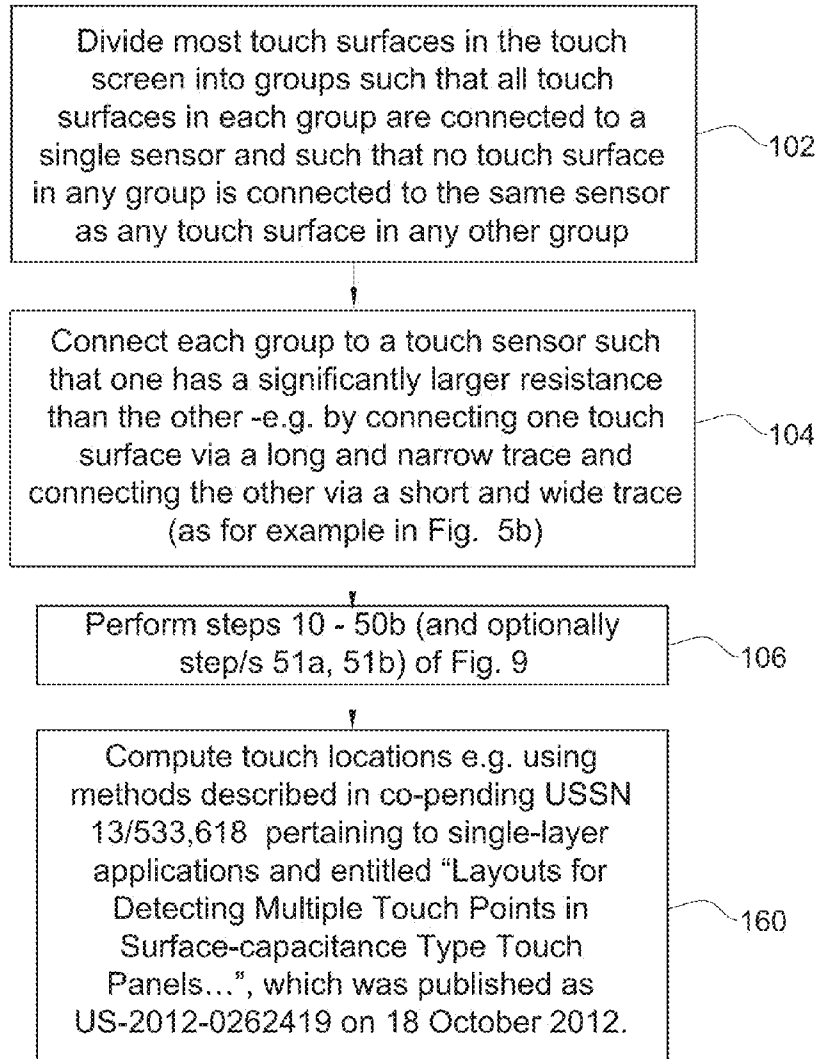 Divide most touch surfaces in the touch
screen into groups such that all touch
surfaces in each group are connected to a
single sensor and such that no touch surface
in any group is connected to the same sensor
as any touch surface in any other group
102
Connect each group to a touch sensor such
that one has a significantly larger resistance
than the other -e.g. by connecting one touch
surface via a long and narrow trace and
connecting the other via a short and wide trace
(as for example in Fig. 5b)
104
Perform steps 10 - 50b (and optionally
step/s 51a, 51b) of Fig. 9
106
Compute touch locations e.g. using
methods described in co-pending USSN
13/533,618 pertaining to single-layer
applications and entitled “Layouts for
Detecting Multiple Touch Points in
Surface-capacitance Type Touch
Panels...”, which was published as
US-2012-0262419 on 18 October 2012.
160